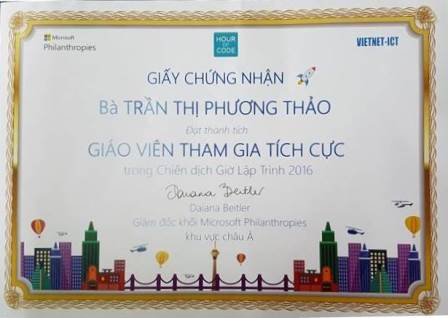 Microsoft
Philanthropies
HOUR
OF
CODE
VIETNET-ICT
GIẤY CHỨNG NHẬN
Bà TRẦN THỊ PHƯƠNG THẢO
Đạt thành tích
GIÁO VIÊN THAM GIA TÍCH CỰC
trong Chiến dịch Giờ Lập Trình 2016
Daiana Beitler
Daiana Beitler
Giám đốc khối Microsoft Philanthropies
khu vực châu Á